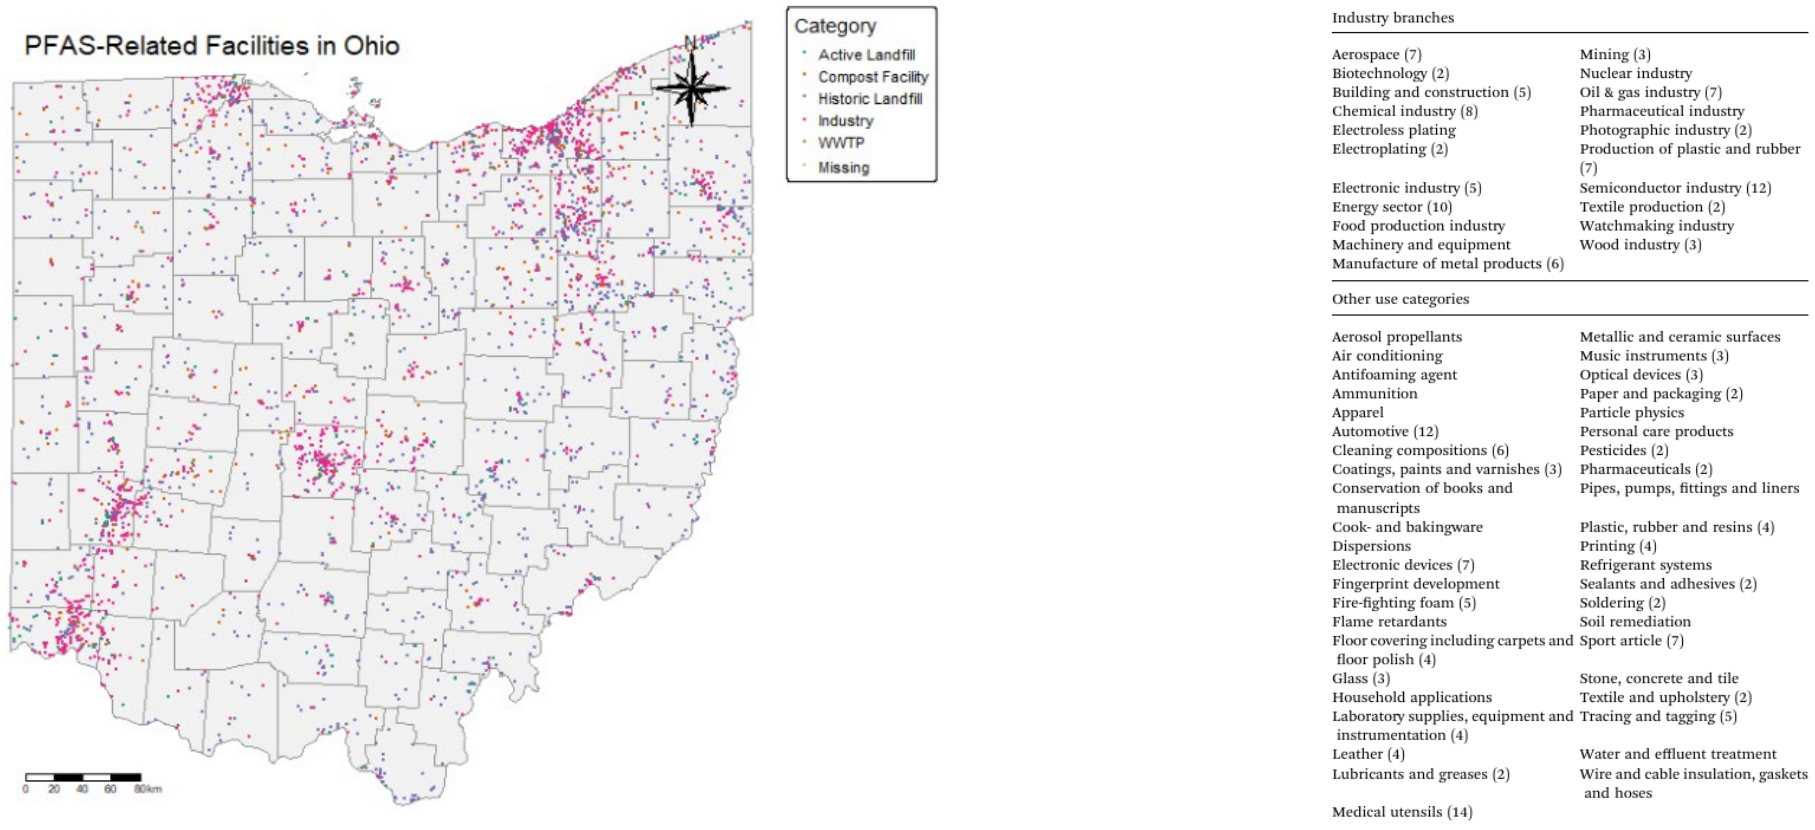 PFAS-Related Facilities in Ohio
N
Category
Active Landfill
Compost Facility
Historic Landfill
Industry
WWTP
Missing
0 20 40 60 80km
Industry branches
Aerospace (7) Mining (3)
Biotechnology (2) Nuclear industry
Building and construction (5) Oil & gas industry (7)
Chemical industry (8) Pharmaceutical industry
Electroless plating Photographic industry (2)
Electroplating (2) Production of plastic and rubber
(7)
Electronic industry (5) Semiconductor industry (12)
Energy sector (10) Textile production (2)
Food production industry Watchmaking industry
Machinery and equipment Wood industry (3)
Manufacture of metal products (6)
Other use categories
Aerosol propellants Metallic and ceramic surfaces
Air conditioning Music instruments (3)
Antifoaming agent Optical devices (3)
Ammunition Paper and packaging (2)
Apparel Particle physics
Automotive (12) Personal care products
Cleaning compositions (6) Pesticides (2)
Coatings, paints and varnishes (3) Pharmaceuticals (2)
Conservation of books and Pipes, pumps, fittings and liners
manuscripts
Cook- and bakingware Plastic, rubber and resins (4)
Dispersions Printing (4)
Electronic devices (7) Refrigerant systems
Fingerprint development Sealants and adhesives (2)
Fire-fighting foam (5) Soldering (2)
Flame retardants Soil remediation
Floor covering including carpets and Sport article (7)
floor polish (4)
Glass (3) Stone, concrete and tile
Household applications Textile and upholstery (2)
Laboratory supplies, equipment and Tracing and tagging (5)
instrumentation (4)
Leather (4) Water and effluent treatment
Lubricants and greases (2) Wire and cable insulation, gaskets
and hoses
Medical utensils (14)